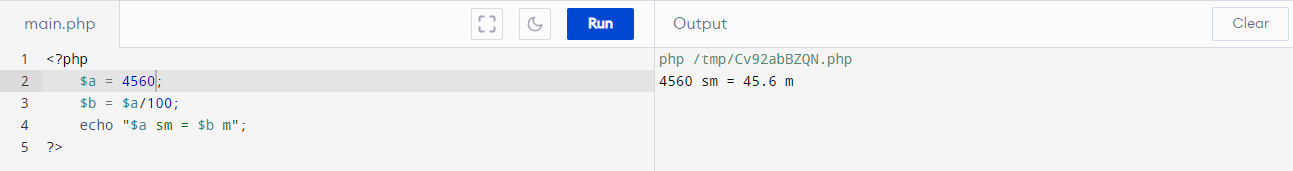 main.php
Run
Output
Clear
1 <?php
2 $a = 4560;
3 $b = $a/100;
4 echo "$a sm = $b m";
5 ?>
php /tmp/Cv92abBZQN.php
4560 sm = 45.6 m